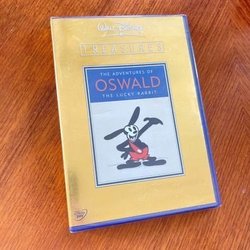 WALT DISNEY
TREASURES
THE ADVENTURES OF
OSWALD
THE LUCKY RABBIT